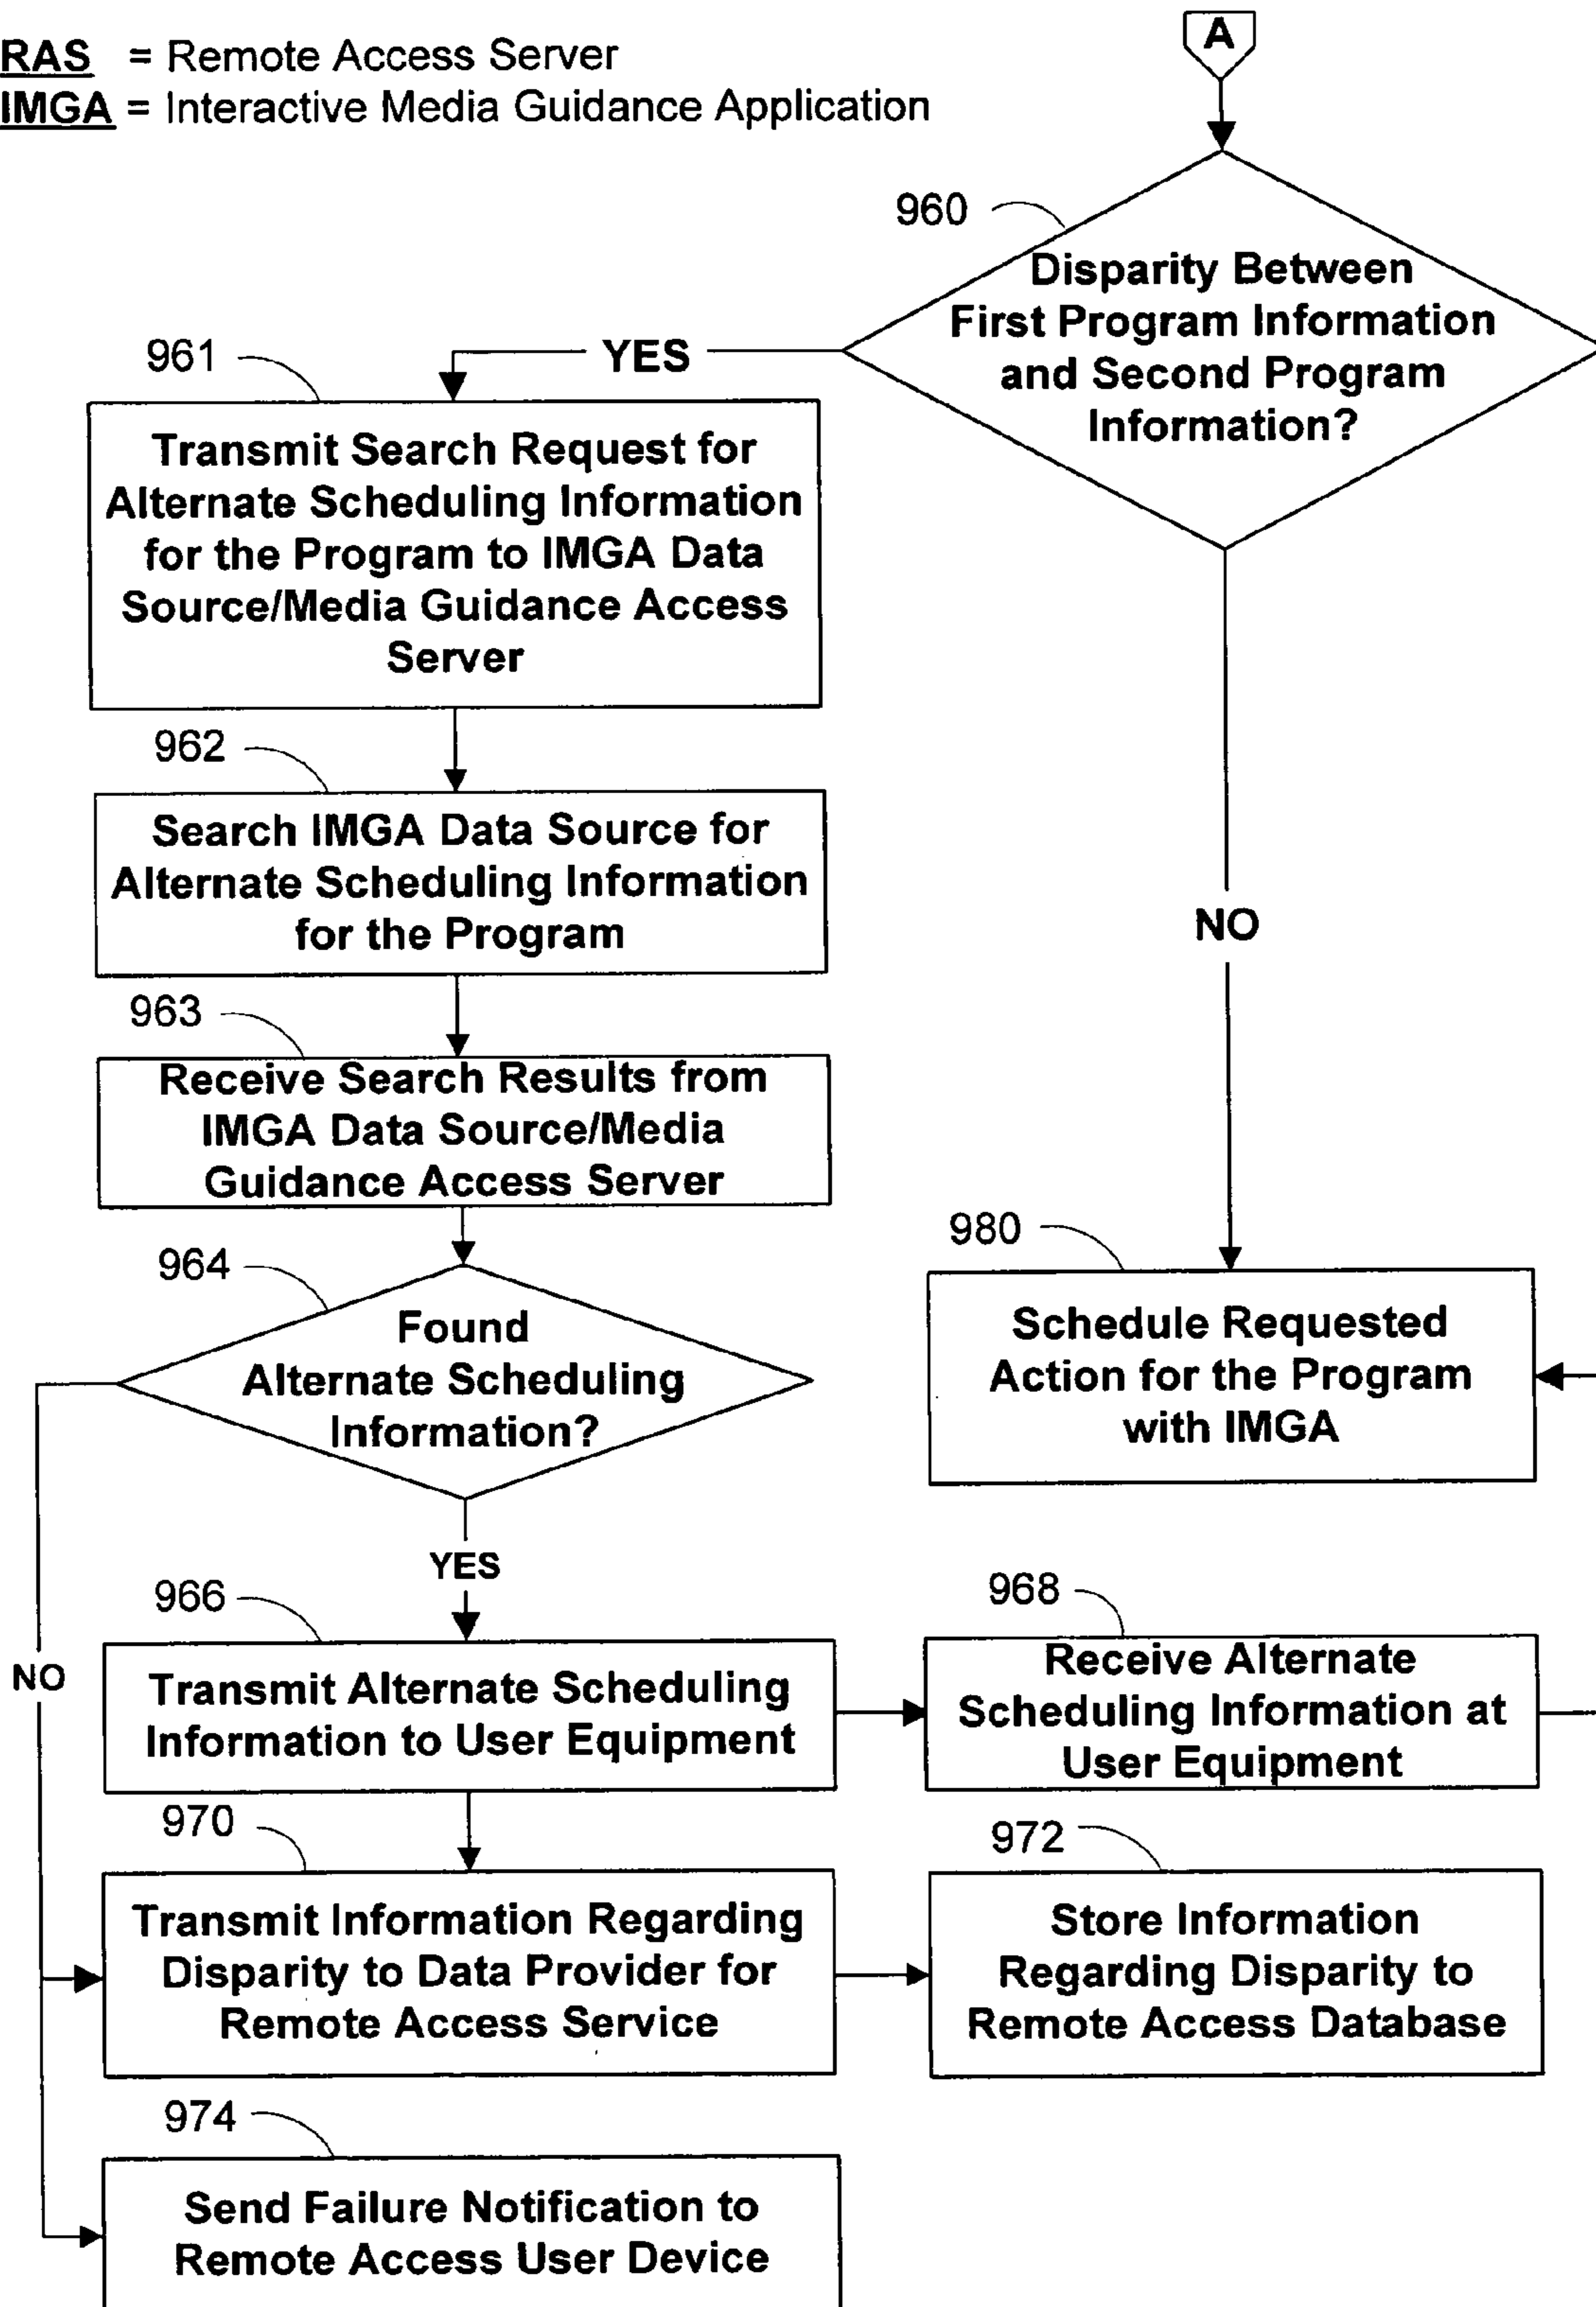 RAS = Remote Access Server
IMGA = Interactive Media Guidance Application
A
960
Disparity Between
First Program Information
and Second Program
Information?
YES
961
Transmit Search Request for
Alternate Scheduling Information
for the Program to IMGA Data
Source/Media Guidance Access
Server
962
Search IMGA Data Source for
Alternate Scheduling Information
for the Program
NO
963
Receive Search Results from
IMGA Data Source/Media
Guidance Access Server
964
Found
Alternate Scheduling
Information?
980
Schedule Requested
Action for the Program
with IMGA
YES
NO
966
Transmit Alternate Scheduling
Information to User Equipment
968
Receive Alternate
Scheduling Information at
User Equipment
970
Transmit Information Regarding
Disparity to Data Provider for
Remote Access Service
972
Store Information
Regarding Disparity to
Remote Access Database
974
Send Failure Notification to
Remote Access User Device